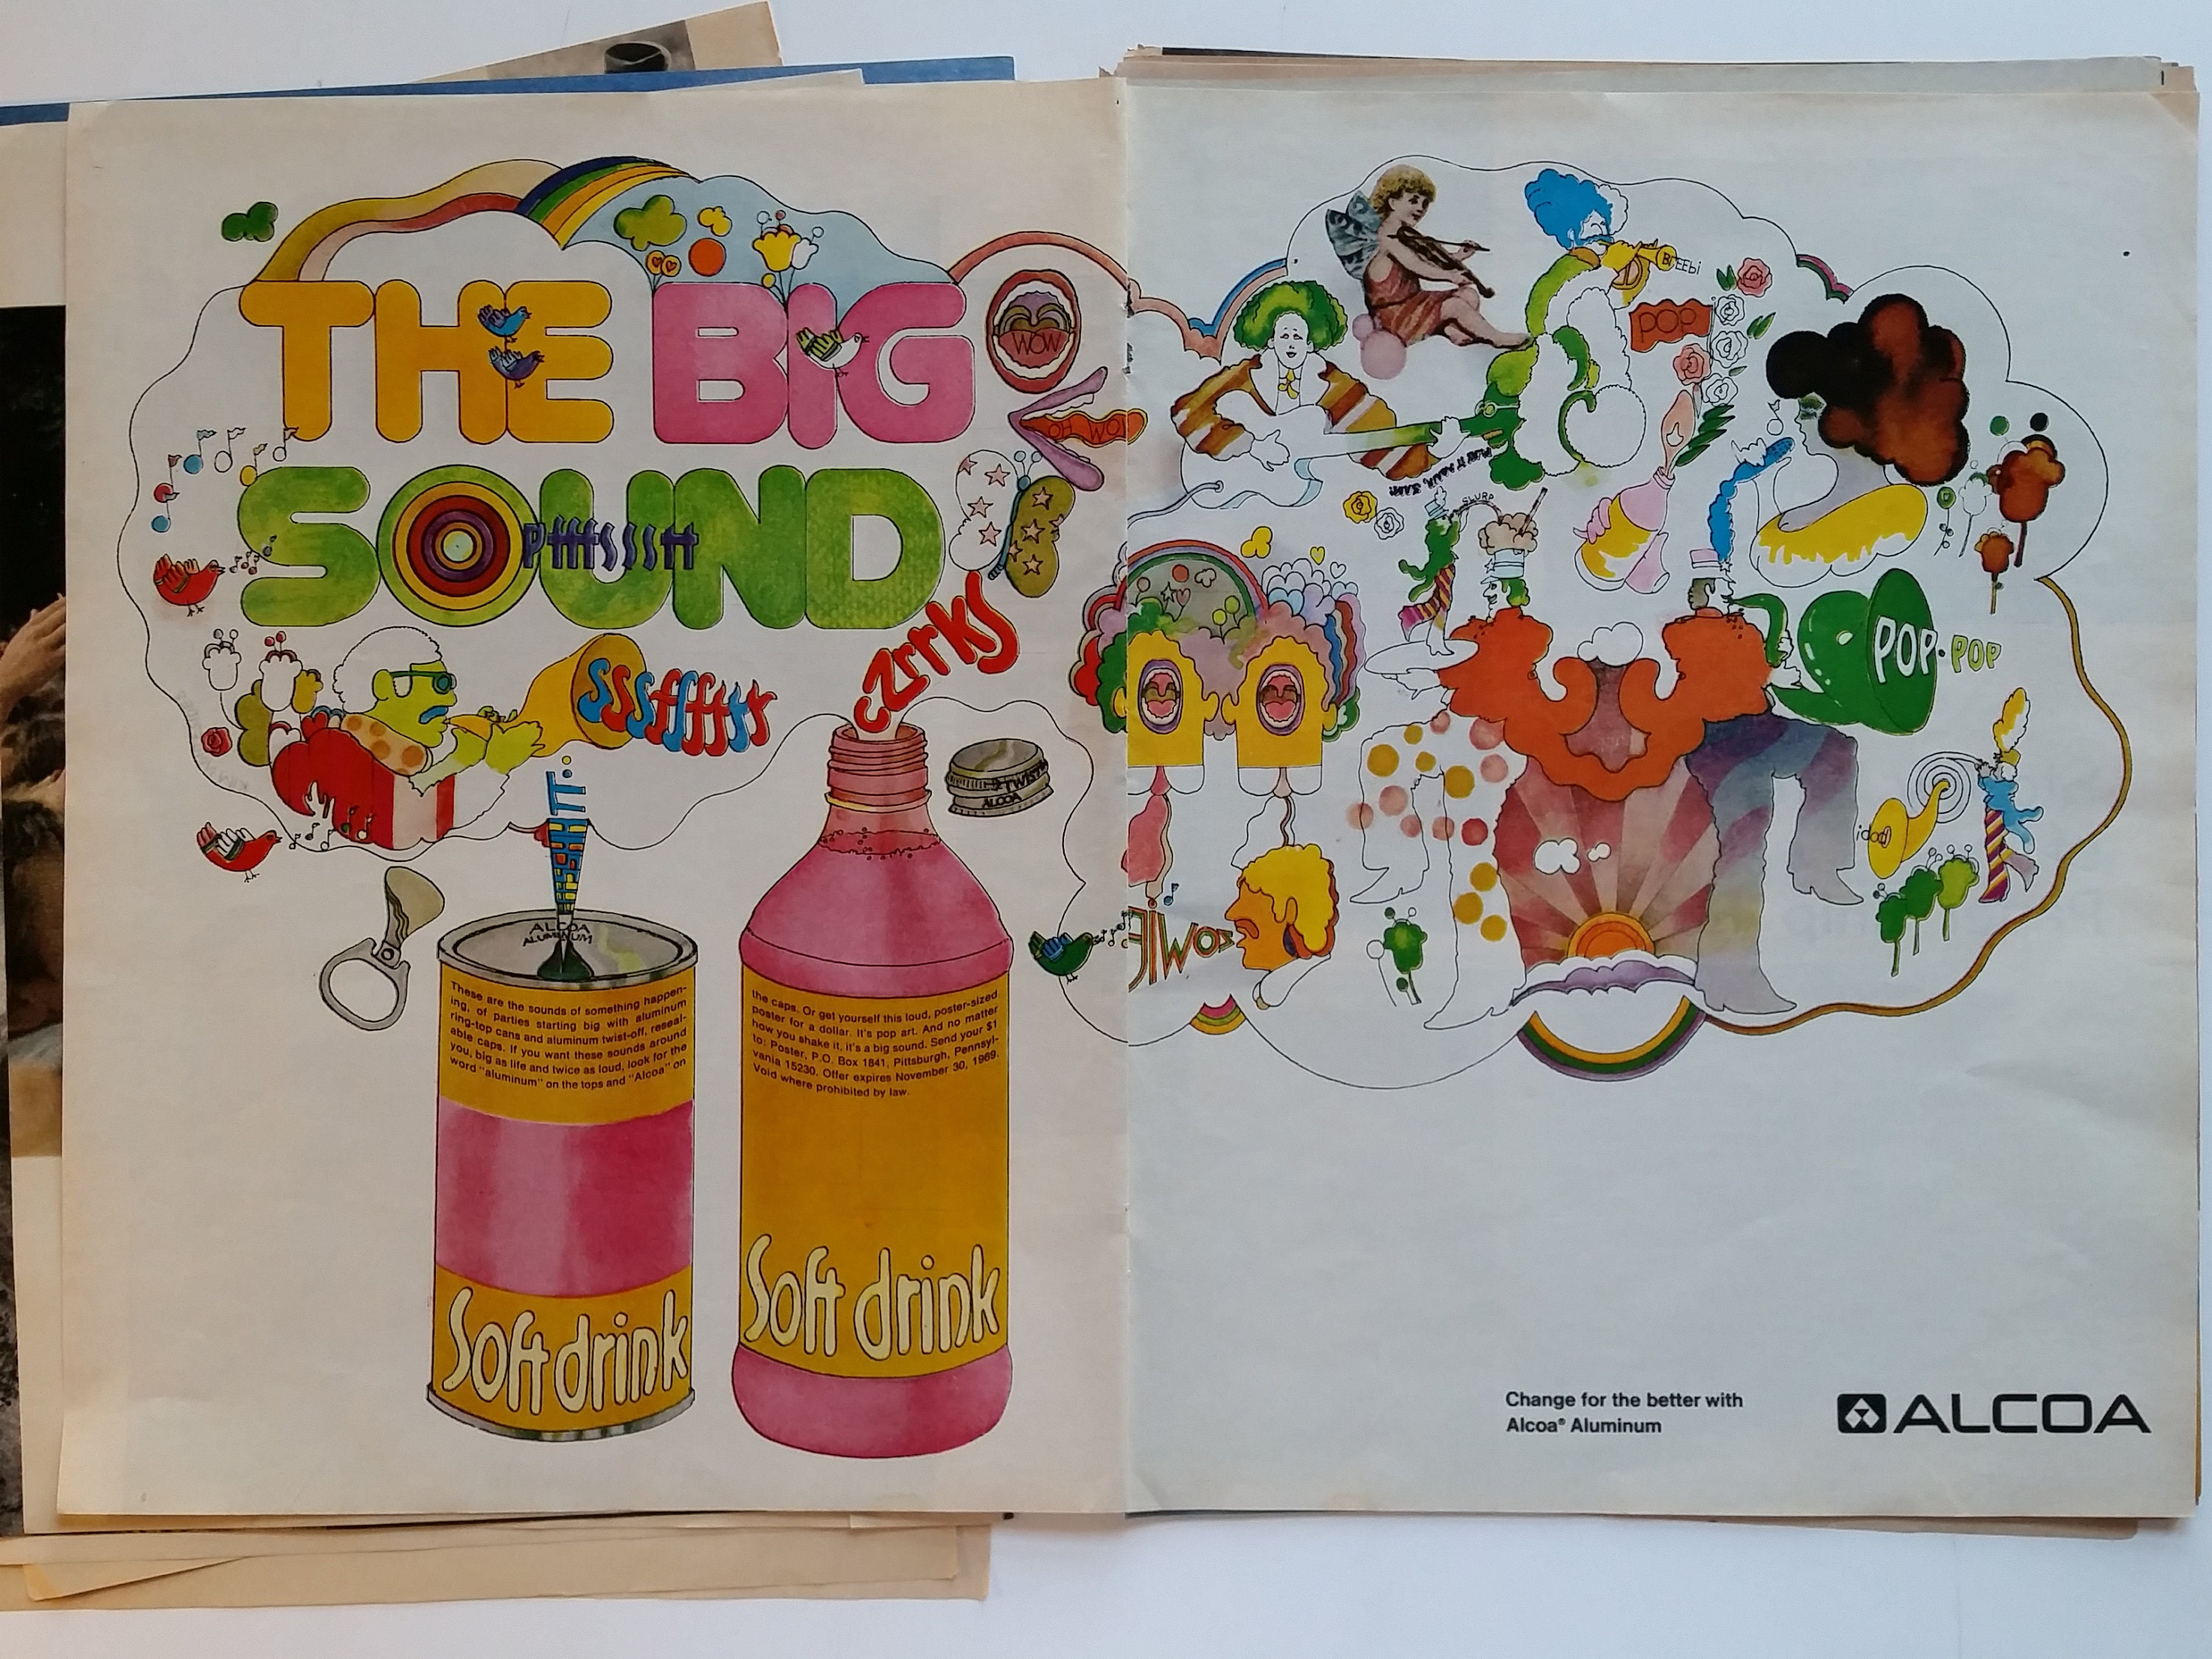 THE BIG
SOUND
Pffffsssstt
WOW
OH WO
czrrks
sssffffttt
TWIST
ALCOA
ALCOA
ALUMINUM
These are the sounds of something happen-
ing, of parties starting big with aluminum
ring-top cans and aluminum twist-off, reseal-
able caps. If you want these sounds around
you, big as life and twice as loud, look for the
word "aluminum" on the tops and "Alcoa" on
Soft drink
the caps. Or get yourself this loud, poster-sized
poster for a dollar. It's pop art. And no matter
how you shake it, it's a big sound. Send your $1
to: Poster, P.O. Box 1841, Pittsburgh, Pennsyl-
vania 15230. Offer expires November 30, 1969.
Void where prohibited by law.
Soft drink
POP
SLURP
POP-POP
Change for the better with
Alcoa® Aluminum
ALCOA